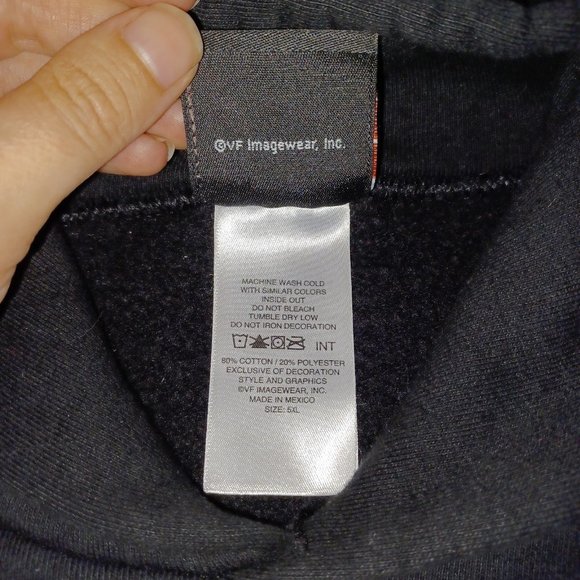 ©VF Imagewear, Inc.
MACHINE WASH COLD
WITH SIMILAR COLORS
INSIDE OUT
DO NOT BLEACH
TUMBLE DRY LOW
DO NOT IRON DECORATION
INT
80% COTTON / 20% POLYESTER
EXCLUSIVE OF DECORATION
STYLE AND GRAPHICS
©VF IMAGEWEAR, INC.
MADE IN MEXICO
SIZE: 5XL